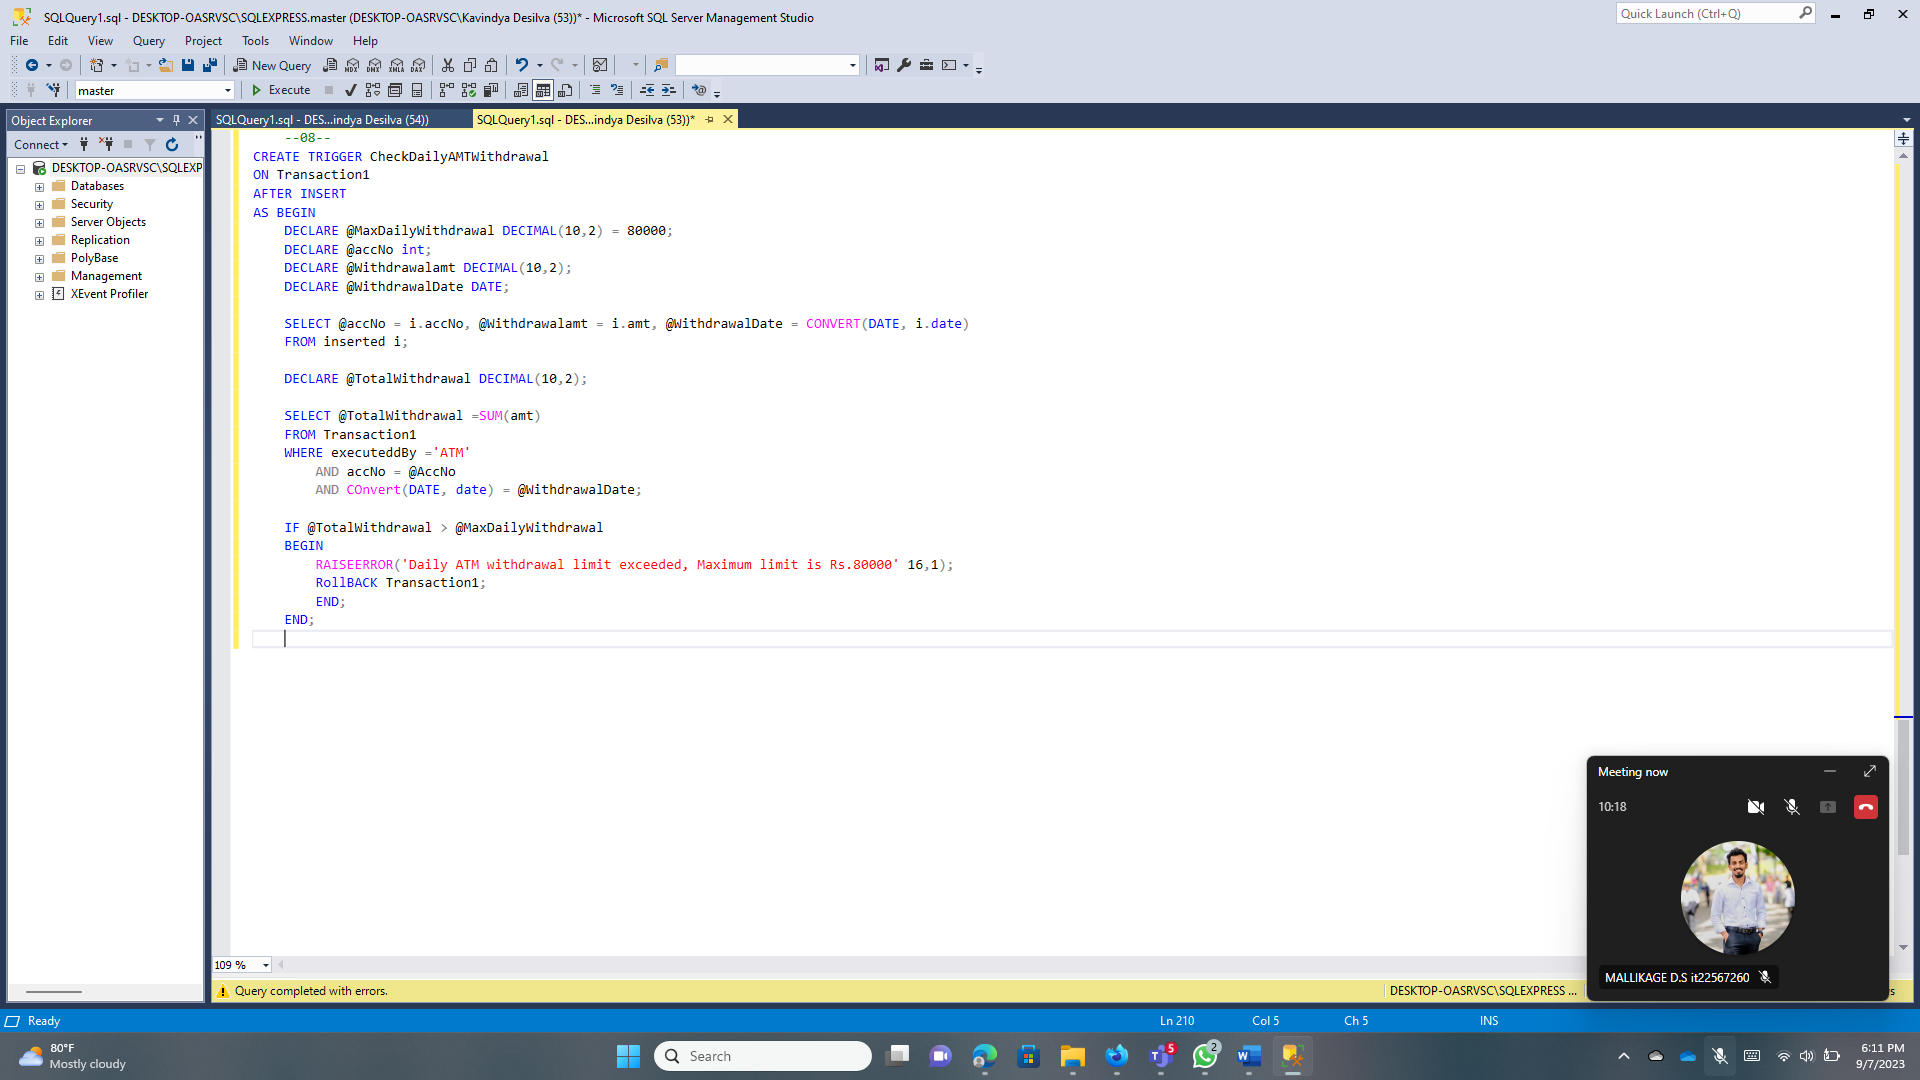 SQLQuery1.sql - DESKTOP-OASRVSC\SQLEXPRESS.master (DESKTOP-OASRVSC\Kavindya Desilva (53))* - Microsoft SQL Server Management Studio
Quick Launch (Ctrl+Q)
File Edit View Query Project Tools Window Help
New Query
master
Execute
Object Explorer
SQLQuery1.sql - DES...indya Desilva (54))
SQLQuery1.sql - DES...indya Desilva (53))*
Connect
DESKTOP-OASRVSC\SQLEXP
Databases
Security
Server Objects
Replication
PolyBase
Management
XEvent Profiler
--08--
CREATE TRIGGER CheckDailyAMTWithdrawal
ON Transaction1
AFTER INSERT
AS BEGIN
DECLARE @MaxDailyWithdrawal DECIMAL(10,2) = 80000;
DECLARE @accNo int;
DECLARE @Withdrawalamt DECIMAL(10,2);
DECLARE @WithdrawalDate DATE;
SELECT @accNo = i.accNo, @Withdrawalamt = i.amt, @WithdrawalDate = CONVERT(DATE, i.date)
FROM inserted i;
DECLARE @TotalWithdrawal DECIMAL(10,2);
SELECT @TotalWithdrawal =SUM(amt)
FROM Transaction1
WHERE executeddBy ='ATM'
AND accNo = @AccNo
AND COnvert(DATE, date) = @WithdrawalDate;
IF @TotalWithdrawal > @MaxDailyWithdrawal
BEGIN
RAISEERROR('Daily ATM withdrawal limit exceeded, Maximum limit is Rs.80000' 16,1);
RollBACK Transaction1;
END;
END;
109 %
Query completed with errors.
DESKTOP-OASRVSC\SQLEXPRESS ...
Meeting now
10:18
MALLIKAGE D.S it22567260
Ready
Ln 210
Col 5
Ch 5
INS
80°F
Mostly cloudy
Search
5
2
6:11 PM
9/7/2023